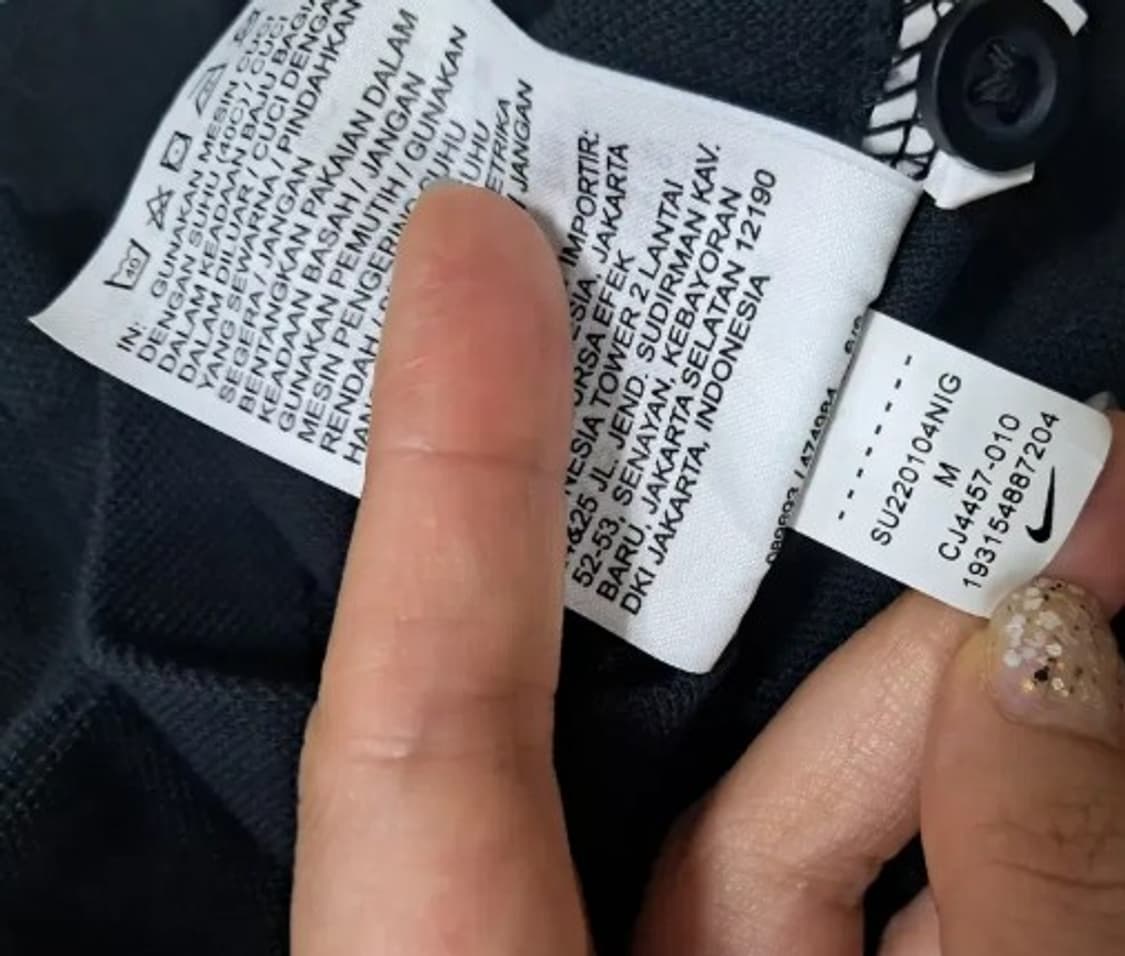 40
IN: GUNAKAN MESIN CUCI
DENGAN SUHU (40C) / CUCI
DALAM KEADAAN BAJU BAGIAN
DALAM DILUAR / CUCI DENGAN
YANG SEWARNA / PINDAHKAN
SEGERA / JANGAN
BENTANGKAN PAKAIAN DALAM
KEADAAN BASAH / JANGAN
GUNAKAN PEMUTIH / GUNAKAN
MESIN PENGERING SUHU
RENDAH
JANGAN
IMPORTIR:
JAKARTA
EFEK
NESIA TOWER 2 LANTAI
&25 JL. JEND. SUDIRMAN KAV.
52-53, SENAYAN, KEBAYORAN
BARU, JAKARTA SELATAN 12190
DKI JAKARTA, INDONESIA
SU220104NIG
M
CJ4457-010
193154887204